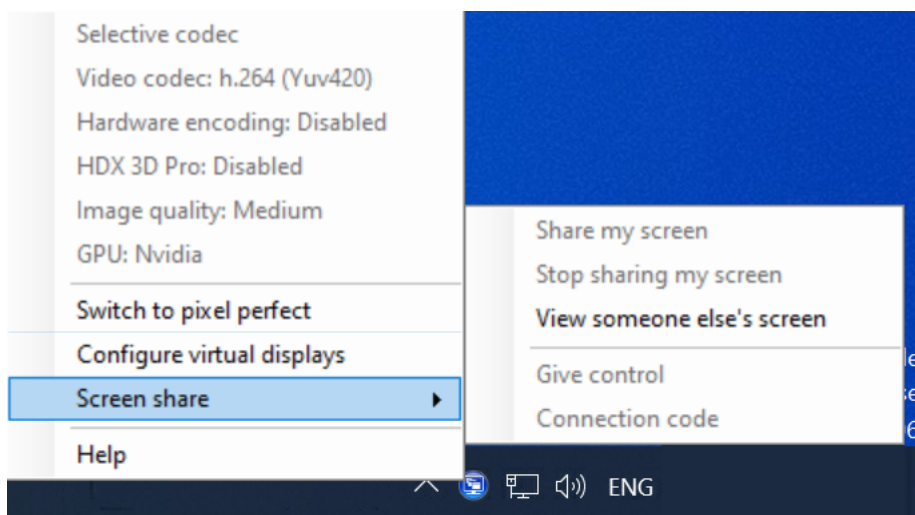 Selective codec
Video codec: h.264 (Yuv420)
Hardware encoding: Disabled
HDX 3D Pro: Disabled
Image quality: Medium
GPU: Nvidia
Switch to pixel perfect
Configure virtual displays
Screen share
Help
Share my screen
Stop sharing my screen
View someone else's screen
Give control
Connection code
ENG